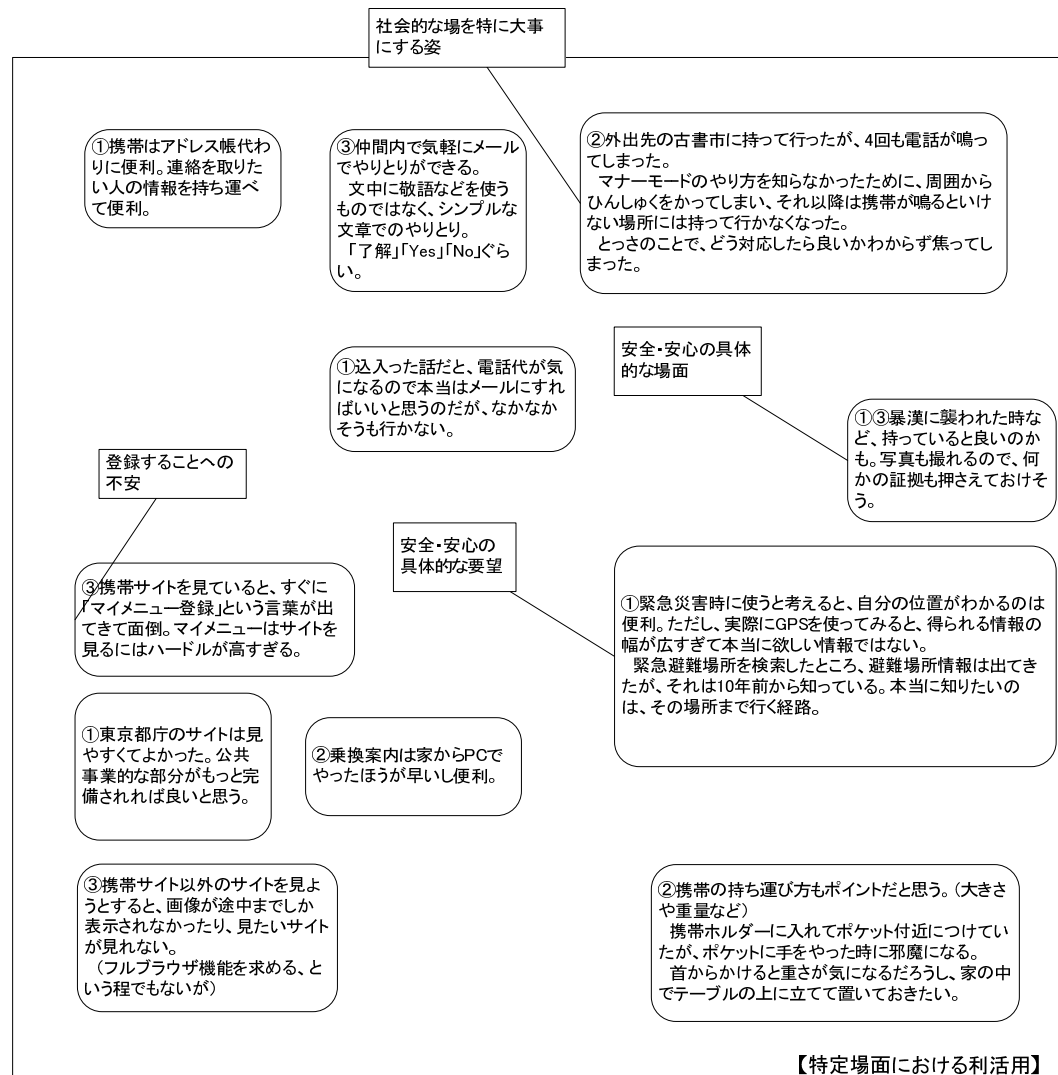 社会的な場を特に大事
にする姿
①携帯はアドレス帳代わ
りに便利。連絡を取りた
い人の情報を持ち運べ
て便利。
③仲間内で気軽にメール
でやりとりができる。
文中に敬語などを使う
ものではなく、シンプルな
文章でのやりとり。
「了解」「Yes」「No」ぐら
い。
②外出先の古書市に持って行ったが、4回も電話が鳴っ
てしまった。
マナーモードのやり方を知らなかったために、周囲から
ひんしゅくをかってしまい、それ以降は携帯が鳴るといけ
ない場所には持って行かなくなった。
とっさのことで、どう対応したら良いかわからず焦ってし
まった。
①込入った話だと、電話代が気
になるので本当はメールにすれ
ばいいと思うのだが、なかなか
そうも行かない。
安全・安心の具体
的な場面
①③暴漢に襲われた時な
ど、持っていると良いのか
も。写真も撮れるので、何
かの証拠も押さえておけそ
う。
登録することへの
不安
安全・安心の
具体的な要望
③携帯サイトを見ていると、すぐに
「マイメニュー登録」という言葉が出
てきて面倒。マイメニューはサイトを
見るにはハードルが高すぎる。
①緊急災害時に使うと考えると、自分の位置がわかるのは
便利。ただし、実際にGPSを使ってみると、得られる情報の
幅が広すぎて本当に欲しい情報ではない。
緊急避難場所を検索したところ、避難場所情報は出てき
たが、それは10年前から知っている。本当に知りたいの
は、その場所まで行く経路。
①東京都庁のサイトは見
やすくてよかった。公共
事業的な部分がもっと完
備されれば良いと思う。
②乗換案内は家からPCで
やったほうが早いし便利。
③携帯サイト以外のサイトを見よ
うとすると、画像が途中までしか
表示されなかったり、見たいサイト
が見れない。
（フルブラウザ機能を求める、と
いう程でもないが）
②携帯の持ち運び方もポイントだと思う。（大きさ
や重量など）
携帯ホルダーに入れてポケット付近につけてい
たが、ポケットに手をやった時に邪魔になる。
首からかけると重さが気になるだろうし、家の中
でテーブルの上に立てて置いておきたい。
【特定場面における利活用】